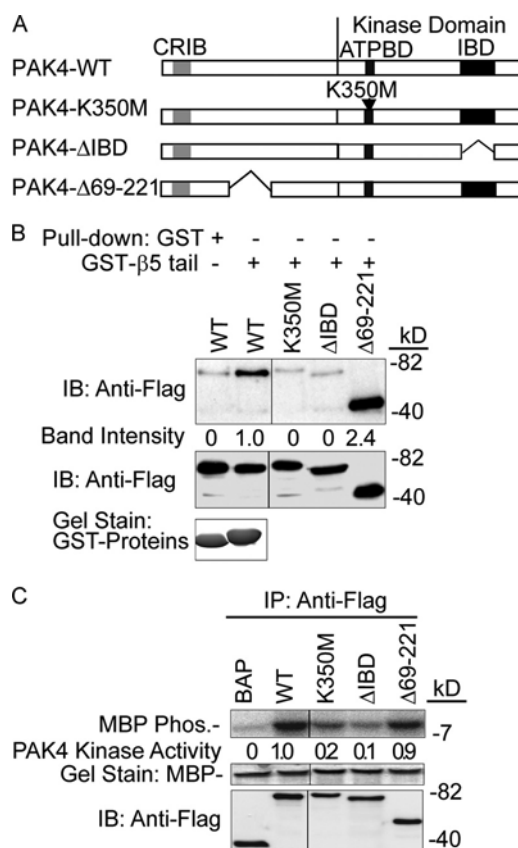 A
Kinase Domain
CRIB ATPBD IBD
PAK4-WT
K350M
PAK4-K350M
PAK4-ΔIBD
PAK4-Δ69-221
B
Pull-down: GST + - - - -
GST-β5 tail - + + + +
WT WT K350M ΔIBD Δ69-221 kD
-82
IB: Anti-Flag
-40
Band Intensity 0 1.0 0 0 2.4
-82
IB: Anti-Flag
-40
Gel Stain:
GST-Proteins
C
IP: Anti-Flag
BAP WT K350M ΔIBD Δ69-221 kD
MBP Phos.-
-7
PAK4 Kinase Activity 0 1.0 0.2 0.1 0.9
Gel Stain: MBP-
-82
IB: Anti-Flag
-40